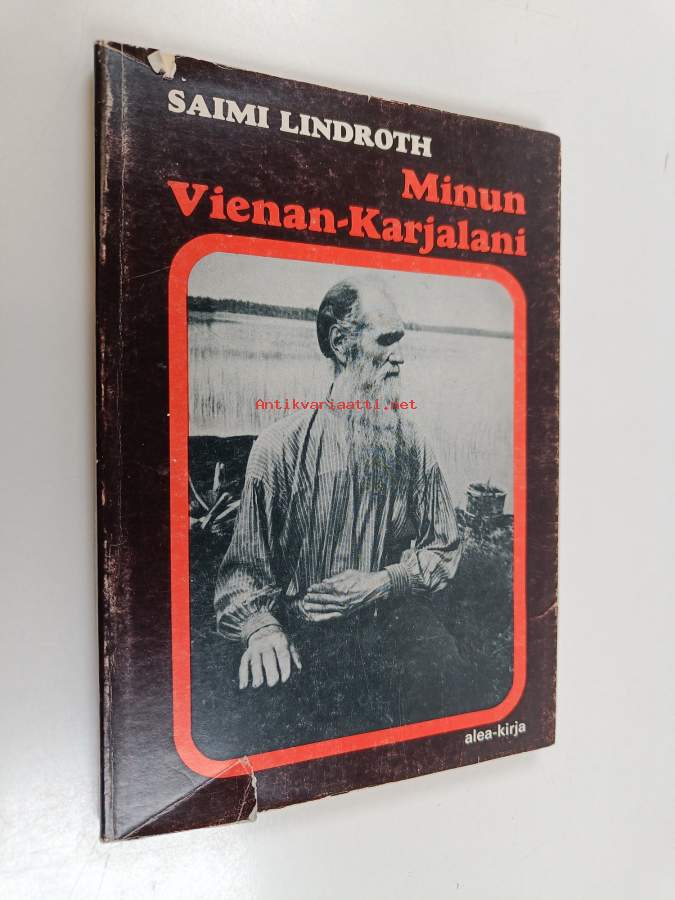 SAIMI LINDROTH
Minun
Vienan-Karjalani
Antikvariaatti.net
alea-kirja